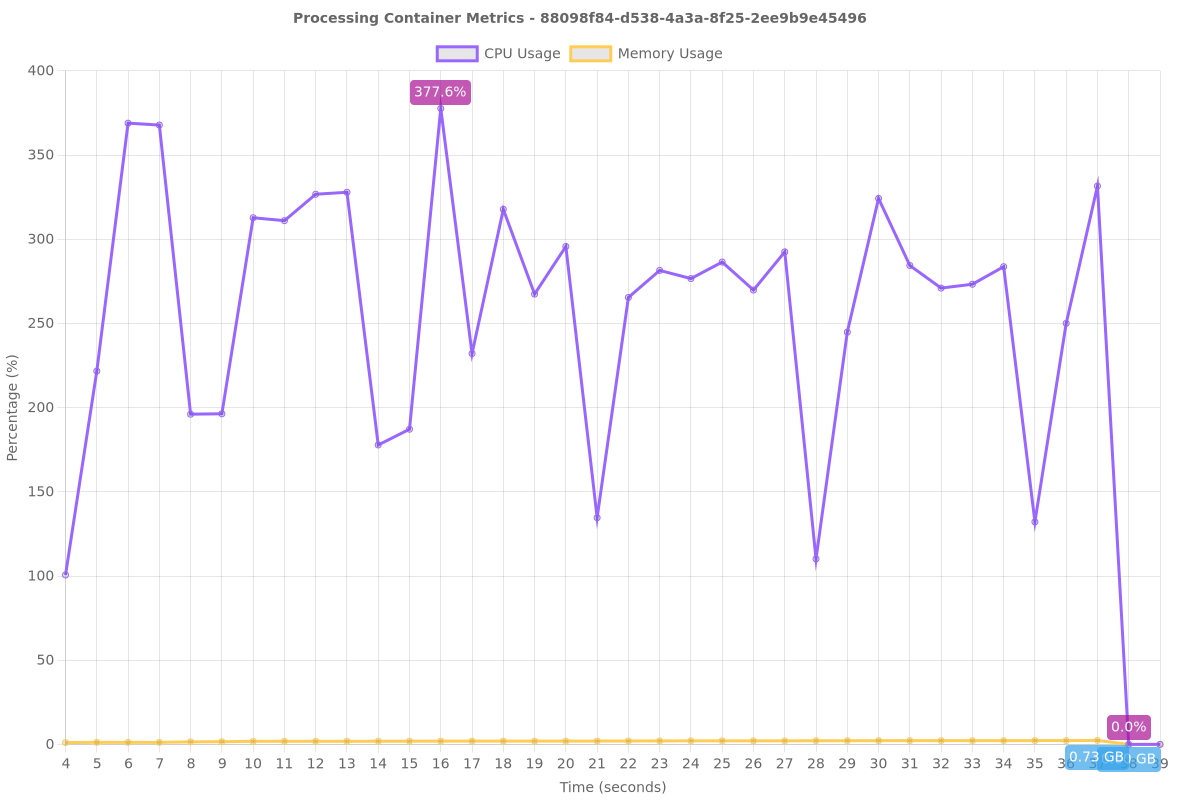 Processing Container Metrics - 88098f84-d538-4a3a-8f25-2ee9b9e45496
CPU Usage Memory Usage
400
377.6%
350
300
250
Percentage (%)
200
150
100
50
0.0%
0
0.73 GB GB
4 5 6 7 8 9 10 11 12 13 14 15 16 17 18 19 20 21 22 23 24 25 26 27 28 29 30 31 32 33 34 35
Time (seconds)